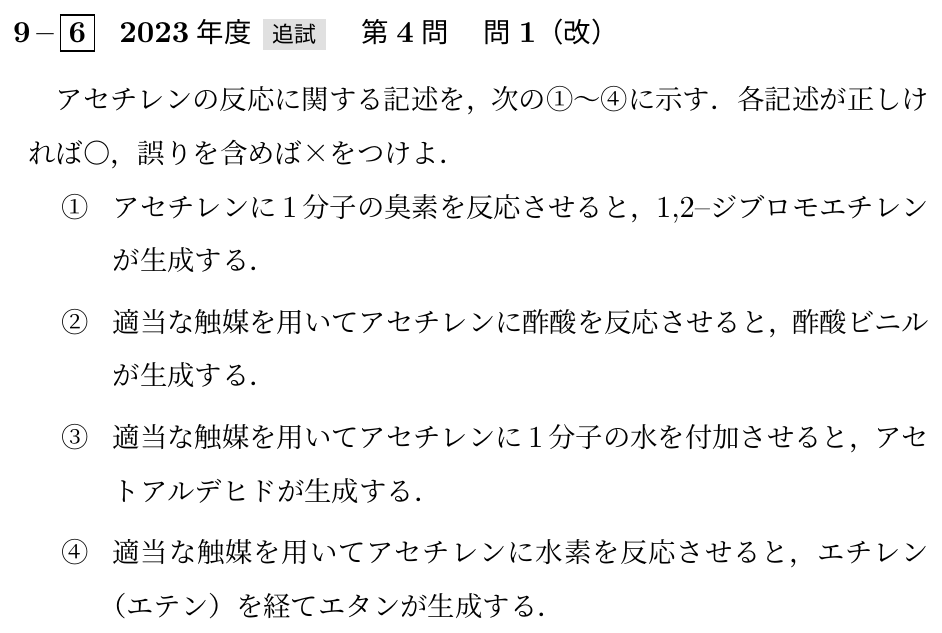 9－6 2023年度 追試 第4問 問1（改）
アセチレンの反応に関する記述を，次の①〜④に示す．各記述が正しけ
れば○，誤りを含めば×をつけよ．
① アセチレンに1分子の臭素を反応させると，1,2–ジブロモエチレン
が生成する．
② 適当な触媒を用いてアセチレンに酢酸を反応させると，酢酸ビニル
が生成する．
③ 適当な触媒を用いてアセチレンに1分子の水を付加させると，アセ
トアルデヒドが生成する．
④ 適当な触媒を用いてアセチレンに水素を反応させると，エチレン
（エテン）を経てエタンが生成する．